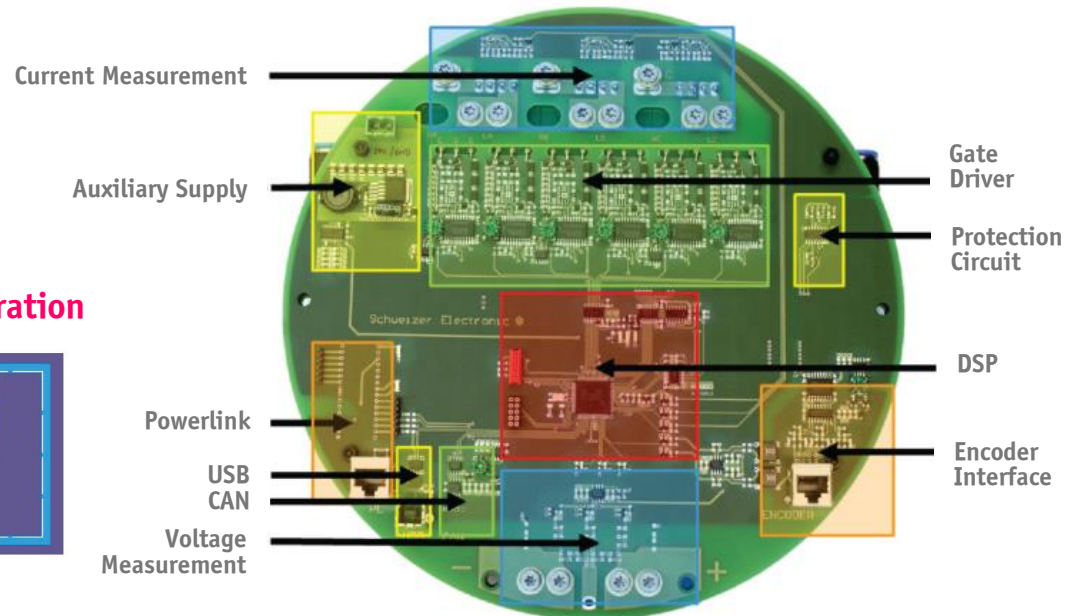 Current Measurement
Auxiliary Supply
Gate
Driver
Protection
Circuit
ration
Schweizer Electronic ®
DSP
Powerlink
USB
CAN
Encoder
Interface
ENCODER
Voltage
Measurement
−
+